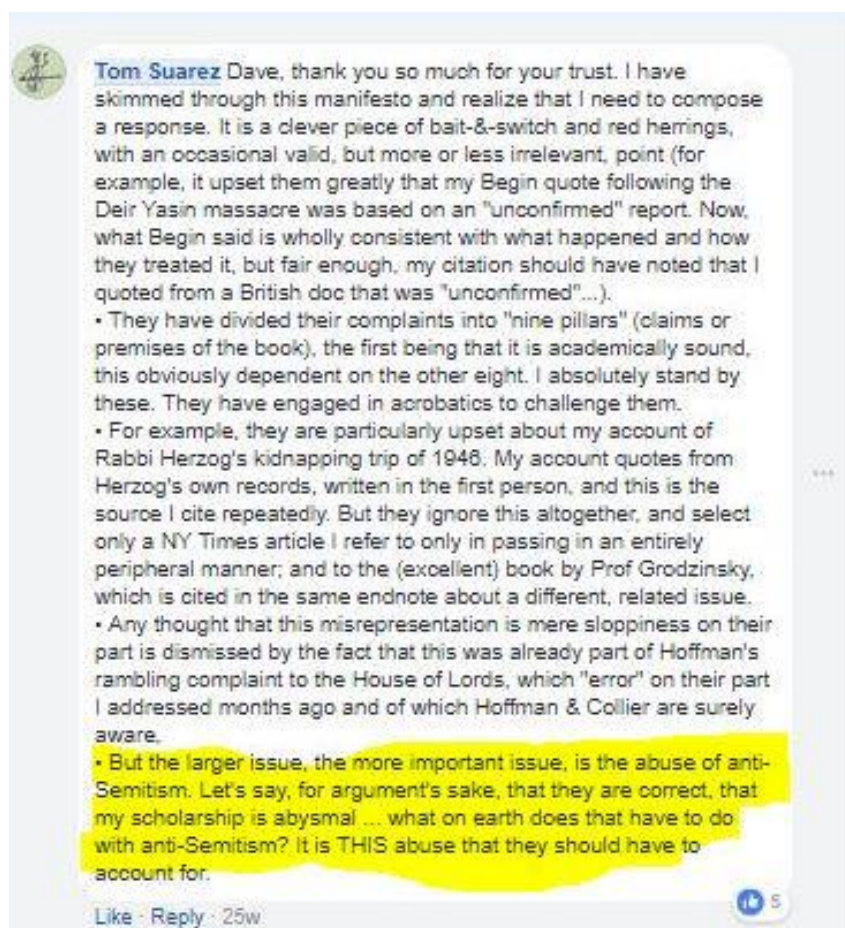 Tom Suarez Dave, thank you so much for your trust. I have
skimmed through this manifesto and realize that I need to compose
a response. It is a clever piece of bait-&-switch and red herrings,
with an occasional valid, but more or less irrelevant, point (for
example, it upset them greatly that my Begin quote following the
Deir Yasin massacre was based on an "unconfirmed" report. Now,
what Begin said is wholly consistent with what happened and how
they treated it, but fair enough, my citation should have noted that I
quoted from a British doc that was "unconfirmed"...).
• They have divided their complaints into "nine pillars" (claims or
premises of the book), the first being that it is academically sound,
this obviously dependent on the other eight. I absolutely stand by
these. They have engaged in acrobatics to challenge them.
• For example, they are particularly upset about my account of
Rabbi Herzog's kidnapping trip of 1946. My account quotes from
Herzog's own records, written in the first person, and this is the
source I cite repeatedly. But they ignore this altogether, and select
only a NY Times article I refer to only in passing in an entirely
peripheral manner; and to the (excellent) book by Prof Grodzinsky,
which is cited in the same endnote about a different, related issue.
• Any thought that this misrepresentation is mere sloppiness on their
part is dismissed by the fact that this was already part of Hoffman's
rambling complaint to the House of Lords, which "error" on their part
I addressed months ago and of which Hoffman & Collier are surely
aware.
• But the larger issue, the more important issue, is the abuse of anti-
Semitism. Let's say, for argument's sake, that they are correct, that
my scholarship is abysmal ... what on earth does that have to do
with anti-Semitism? It is THIS abuse that they should have to
account for.
Like · Reply · 25w
5